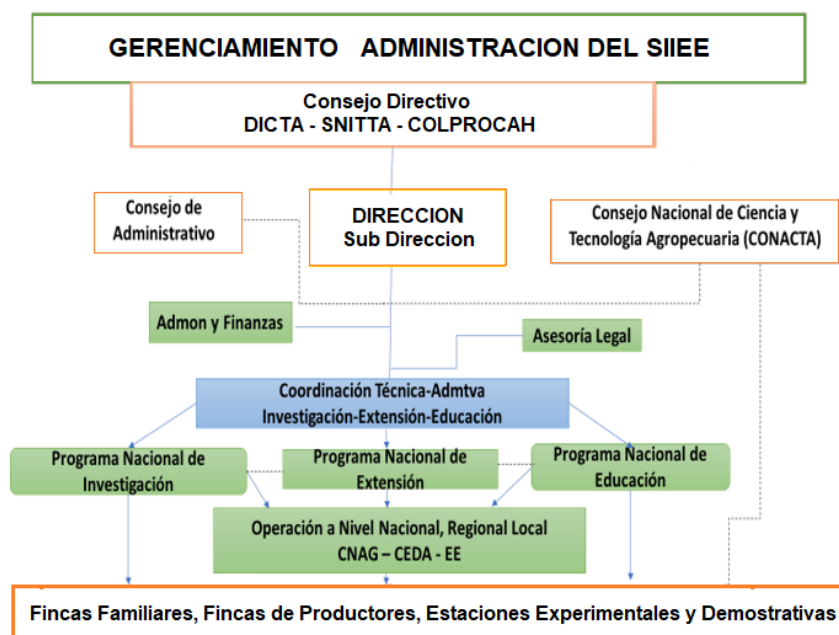 GERENCIAMIENTO ADMINISTRACION DEL SIIEE
Consejo Directivo
DICTA - SNITTA - COLPROCAH
Consejo de
Administrativo
DIRECCION
Sub Direccion
Consejo Nacional de Ciencia y
Tecnología Agropecuaria (CONACTA)
Admon y Finanzas
Asesoría Legal
Coordinación Técnica-Admtva
Investigación-Extensión-Educación
Programa Nacional de
Investigación
Programa Nacional de
Extensión
Programa Nacional de
Educación
Operación a Nivel Nacional, Regional Local
CNAG – CEDA - EE
Fincas Familiares, Fincas de Productores, Estaciones Experimentales y Demostrativas